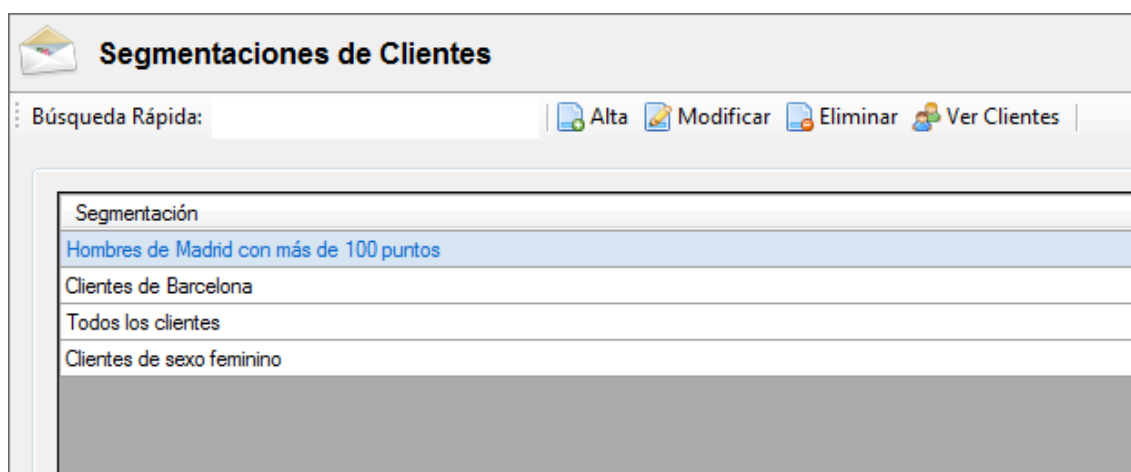 Segmentaciones de Clientes
Búsqueda Rápida: Alta Modificar Eliminar Ver Clientes
Segmentación
Hombres de Madrid con más de 100 puntos
Clientes de Barcelona
Todos los clientes
Clientes de sexo feminino